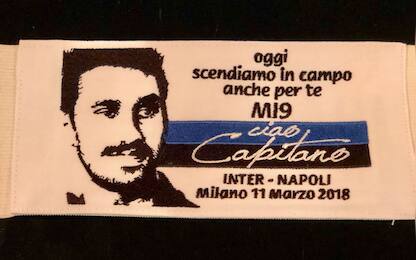 oggi
scendiamo in campo
anche per te
MI9
ciao
Capitano
INTER - NAPOLI
Milano 11 Marzo 2018